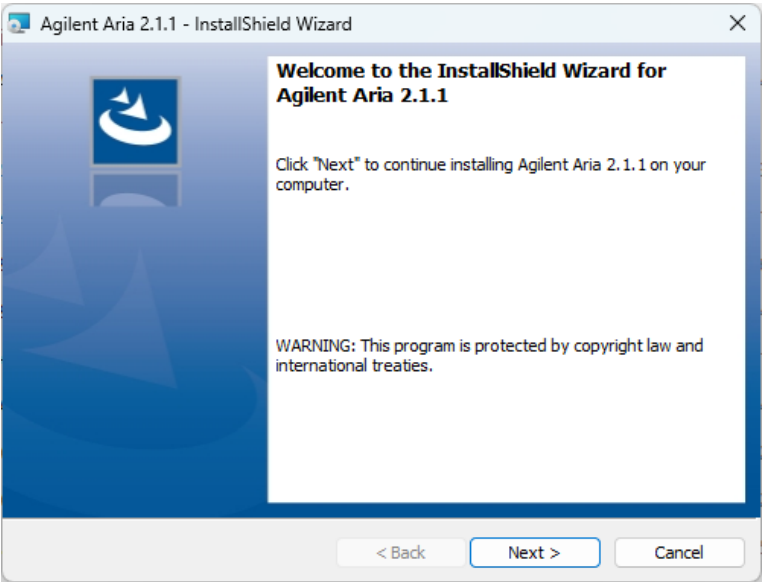 Agilent Aria 2.1.1 - InstallShield Wizard
Welcome to the InstallShield Wizard for
Agilent Aria 2.1.1
Click "Next" to continue installing Agilent Aria 2.1.1 on your
computer.
WARNING: This program is protected by copyright law and
international treaties.
< Back
Next >
Cancel